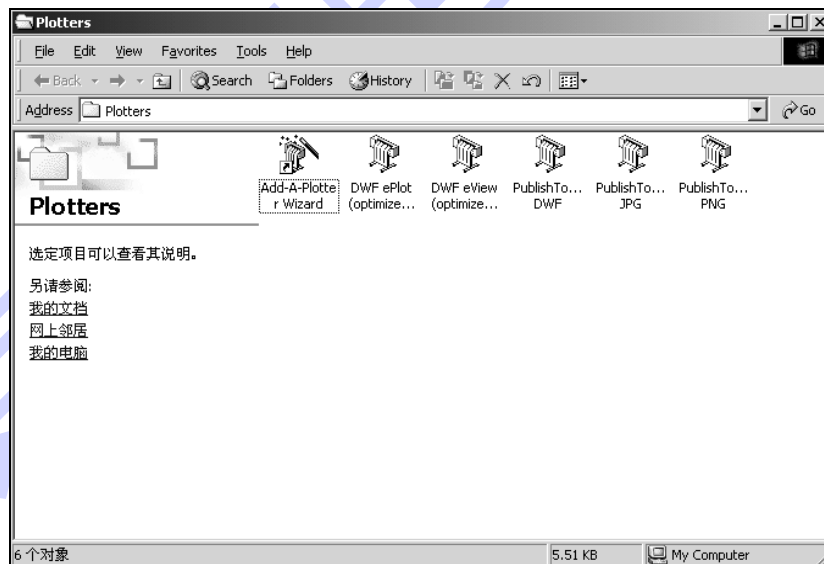 Plotters
File Edit View Favorites Tools Help
Back Search Folders History
Address Plotters Go
Add-A-Plotte
r Wizard
DWF ePlot
(optimize...
DWF eView
(optimize...
PublishTo...
DWF
PublishTo...
JPG
PublishTo...
PNG
Plotters
选定项目可以查看其说明。
另请参阅:
我的文档
网上邻居
我的电脑
6 个对象 5.51 KB My Computer